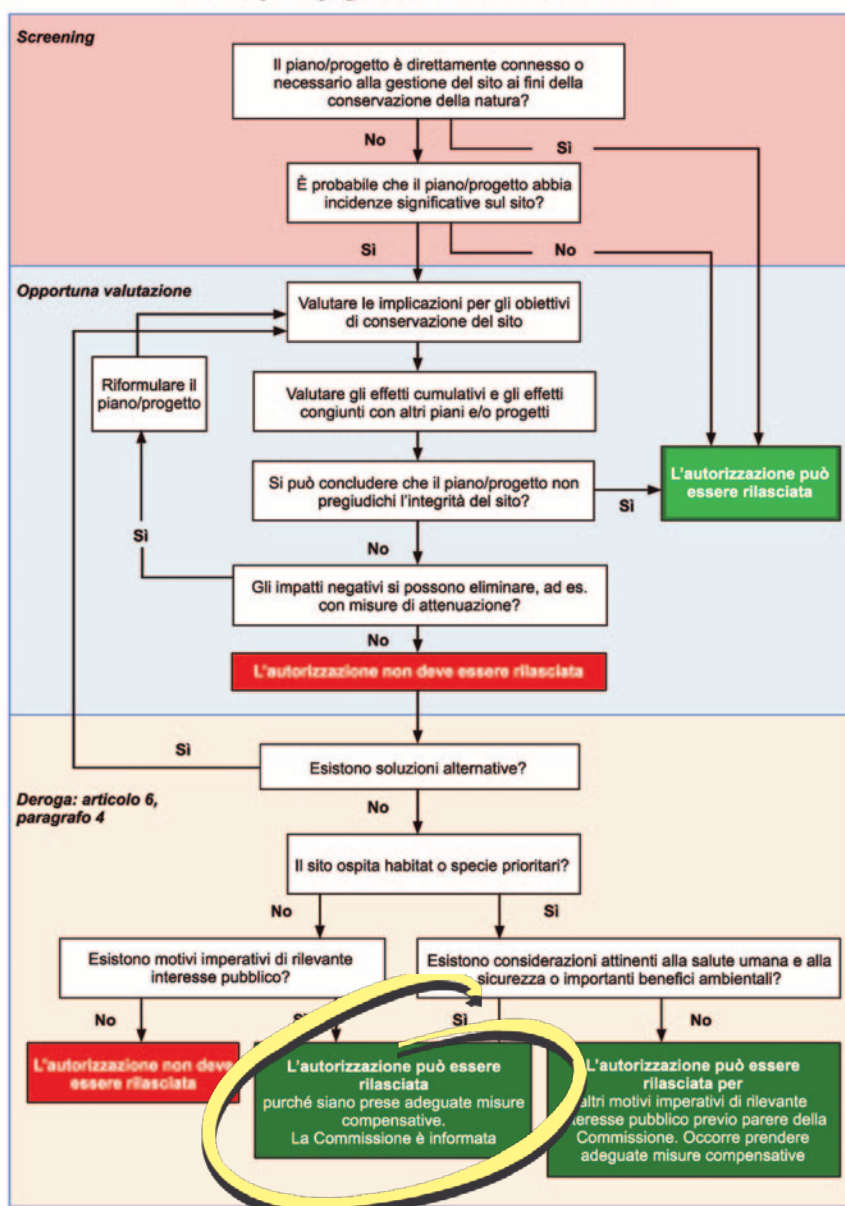 Screening
Il piano/progetto è direttamente connesso o
necessario alla gestione del sito ai fini della
conservazione della natura?
No
Sì
È probabile che il piano/progetto abbia
incidenze significative sul sito?
Sì
No
Opportuna valutazione
Valutare le implicazioni per gli obiettivi
di conservazione del sito
Riformulare il
piano/progetto
Valutare gli effetti cumulativi e gli effetti
congiunti con altri piani e/o progetti
L'autorizzazione può
essere rilasciata
Si può concludere che il piano/progetto non
pregiudichi l'integrità del sito?
Sì
Sì
No
Gli impatti negativi si possono eliminare, ad es.
con misure di attenuazione?
No
L'autorizzazione non deve essere rilasciata
Sì
Esistono soluzioni alternative?
Deroga: articolo 6,
paragrafo 4
No
Il sito ospita habitat o specie prioritari?
No
Sì
Esistono motivi imperativi di rilevante
interesse pubblico?
Esistono considerazioni attinenti alla salute umana e alla
sicurezza o importanti benefici ambientali?
No
Sì
No
L'autorizzazione non deve
essere rilasciata
L'autorizzazione può essere
rilasciata
purché siano prese adeguate misure
compensative.
La Commissione è informata
L'autorizzazione può essere
rilasciata per
altri motivi imperativi di rilevante
interesse pubblico previo parere della
Commissione. Occorre prendere
adeguate misure compensative